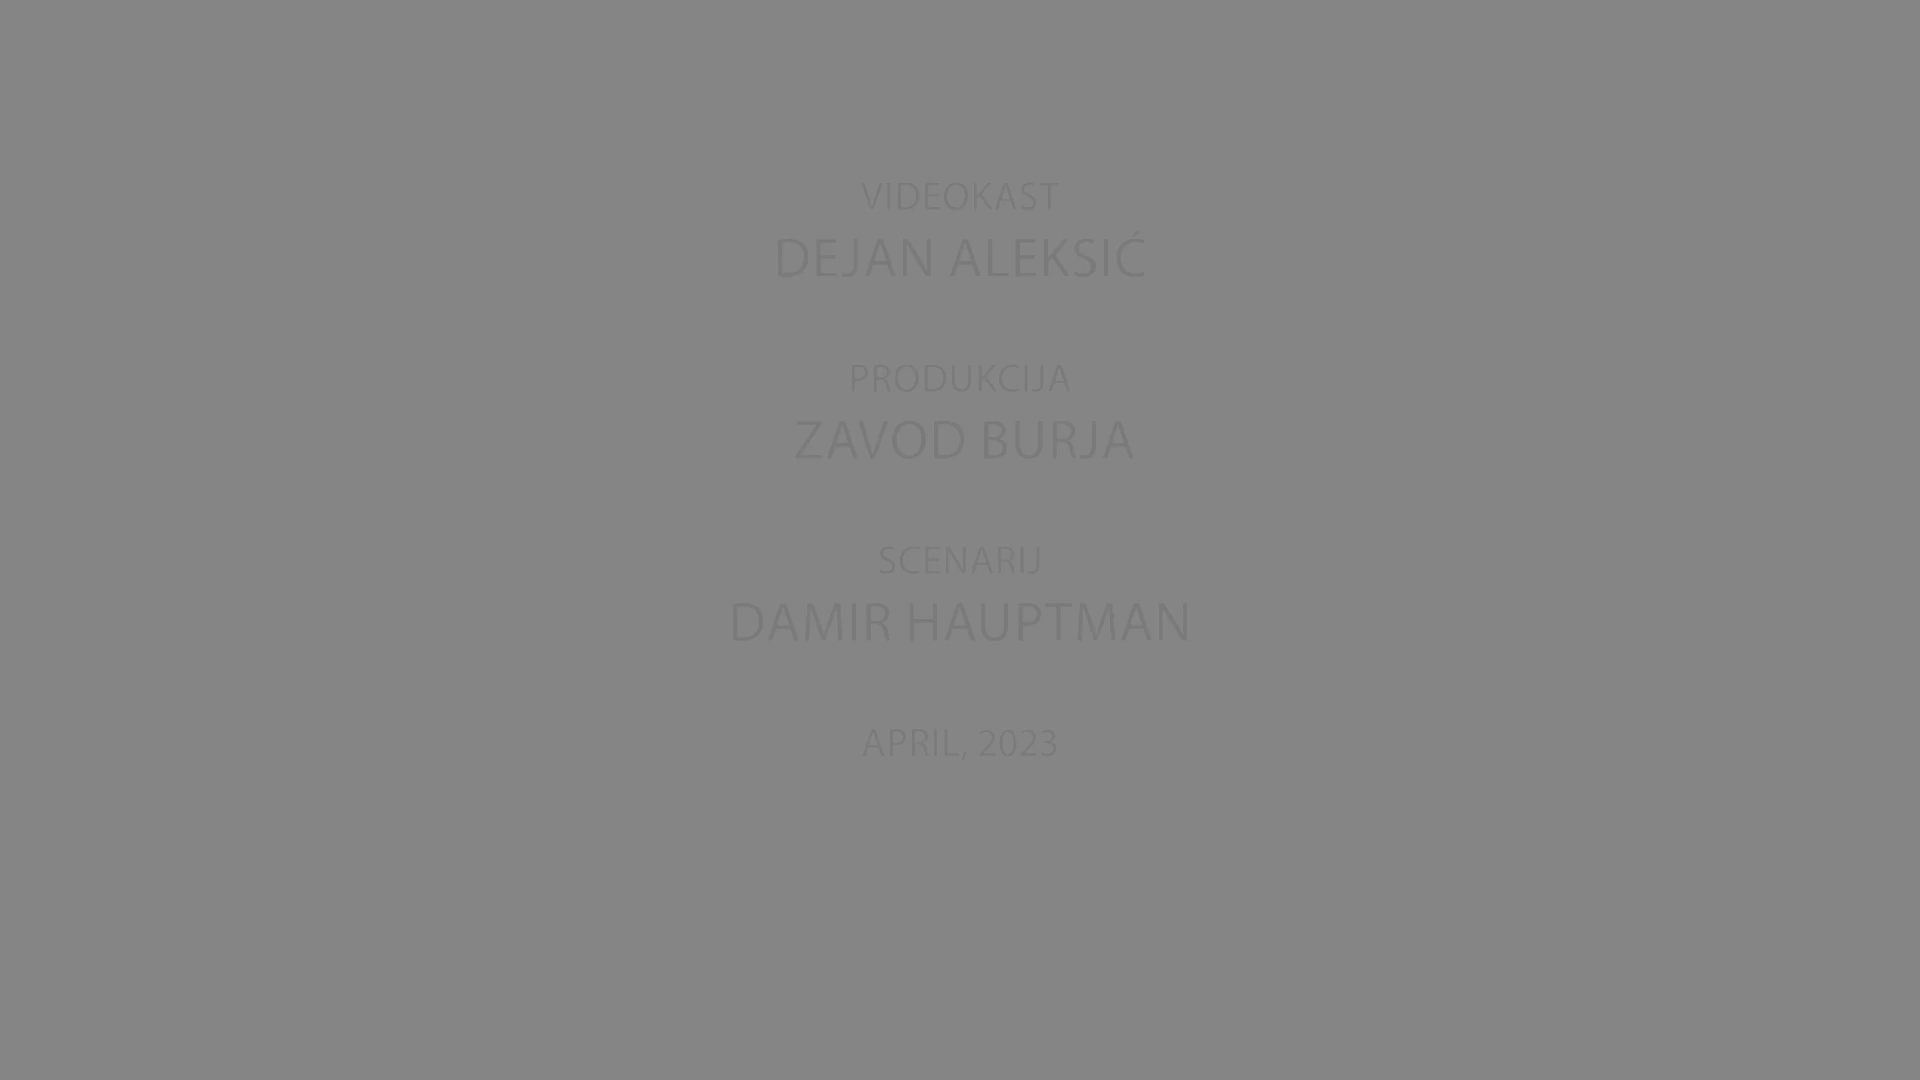 VIDEOKAST
DEJAN ALEKSIĆ
PRODUKCIJA
ZAVOD BURJA
SCENARIJ
DAMIR HAUPTMAN
APRIL, 2023